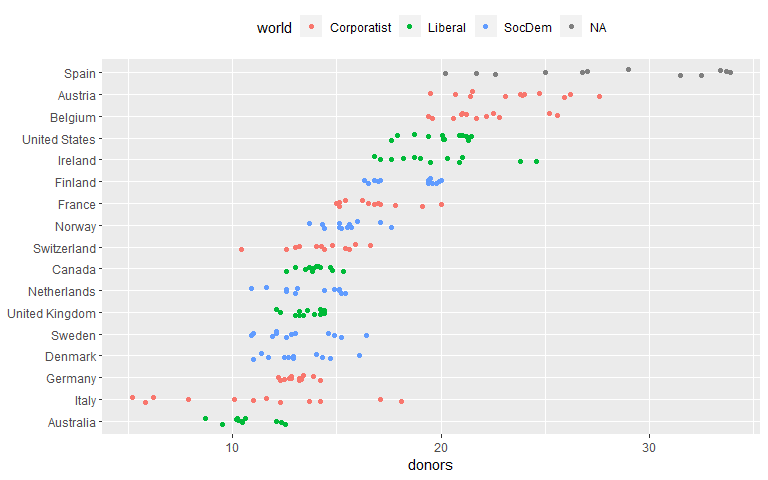 world Corporatist Liberal SocDem NA
Spain
Austria
Belgium
United States
Ireland
Finland
France
Norway
Switzerland
Canada
Netherlands
United Kingdom
Sweden
Denmark
Germany
Italy
Australia
10 20 30
donors